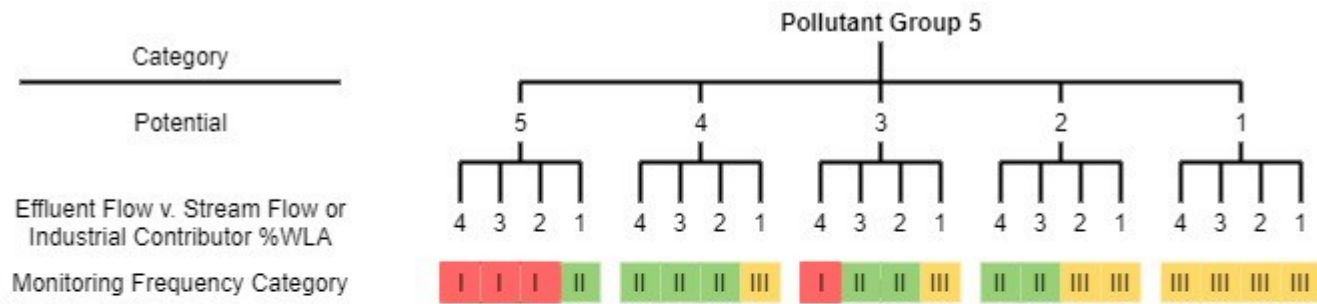 Pollutant Group 5
Category
Potential
5 4 3 2 1
Effluent Flow v. Stream Flow or
Industrial Contributor %WLA
4 3 2 1 4 3 2 1 4 3 2 1 4 3 2 1 4 3 2 1
Monitoring Frequency Category
I I I II II II II III I II II III II II III III III III III III